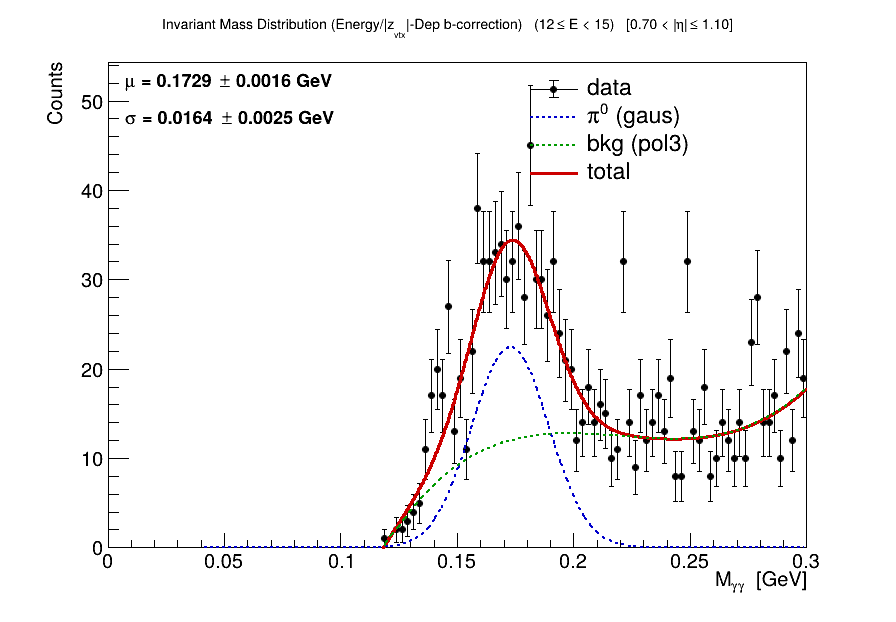 Invariant Mass Distribution (Energy/|z_vtx|-Dep b-correction) (12 ≤ E < 15) [0.70 < |η| ≤ 1.10]
Counts
μ = 0.1729 ± 0.0016 GeV
σ = 0.0164 ± 0.0025 GeV
data
π⁰ (gaus)
bkg (pol3)
total
50
40
30
20
10
0
0 0.05 0.1 0.15 0.2 0.25 0.3
M_γγ [GeV]